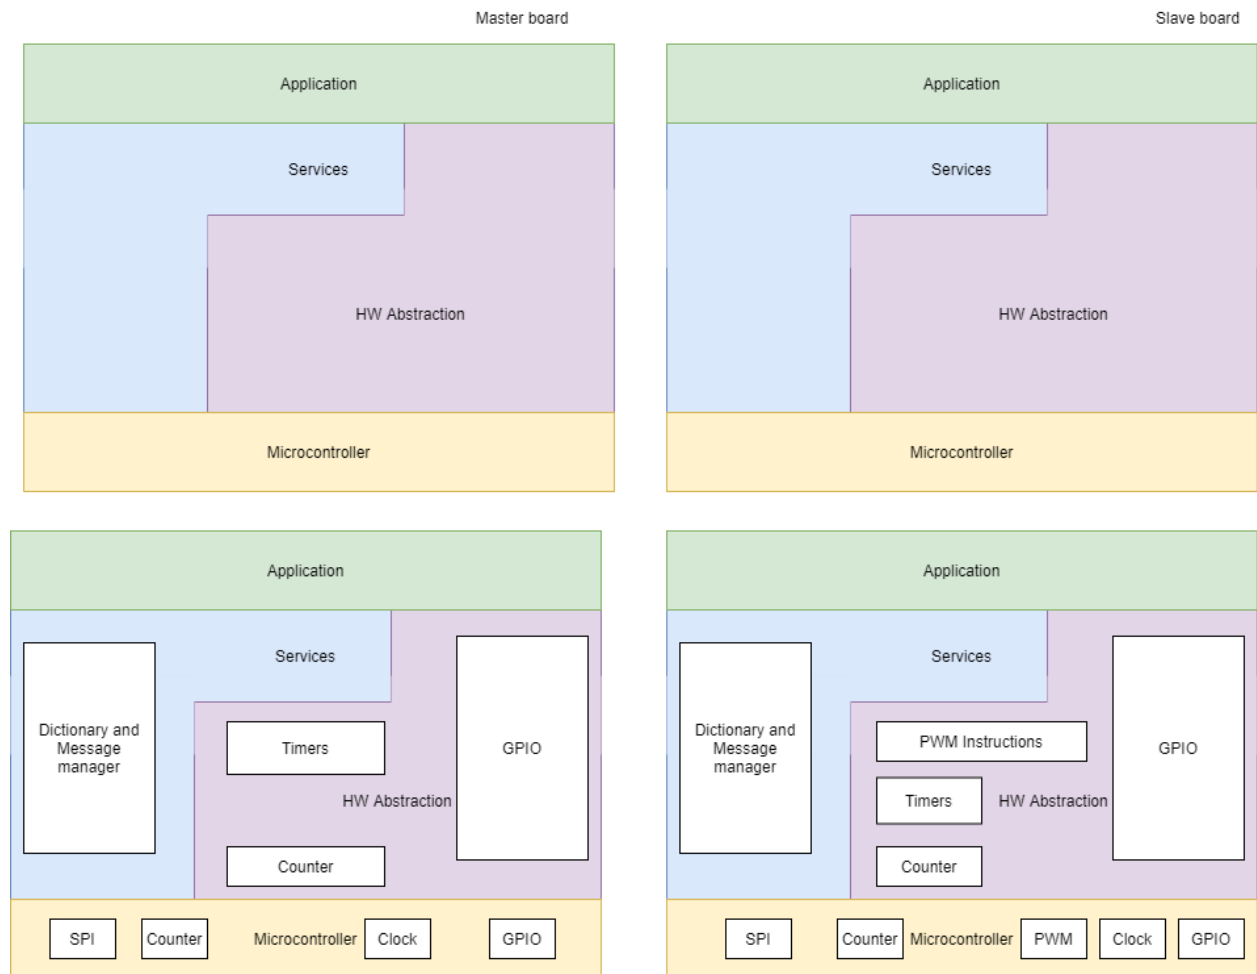 Master board
Slave board
Application
Application
Services
Services
HW Abstraction
HW Abstraction
Microcontroller
Microcontroller
Application
Services
Dictionary and
Message
manager
Timers
GPIO
HW Abstraction
Counter
SPI
Counter
Microcontroller
Clock
GPIO
Application
Services
Dictionary and
Message
manager
PWM Instructions
GPIO
Timers
HW Abstraction
Counter
SPI
Counter
Microcontroller
PWM
Clock
GPIO